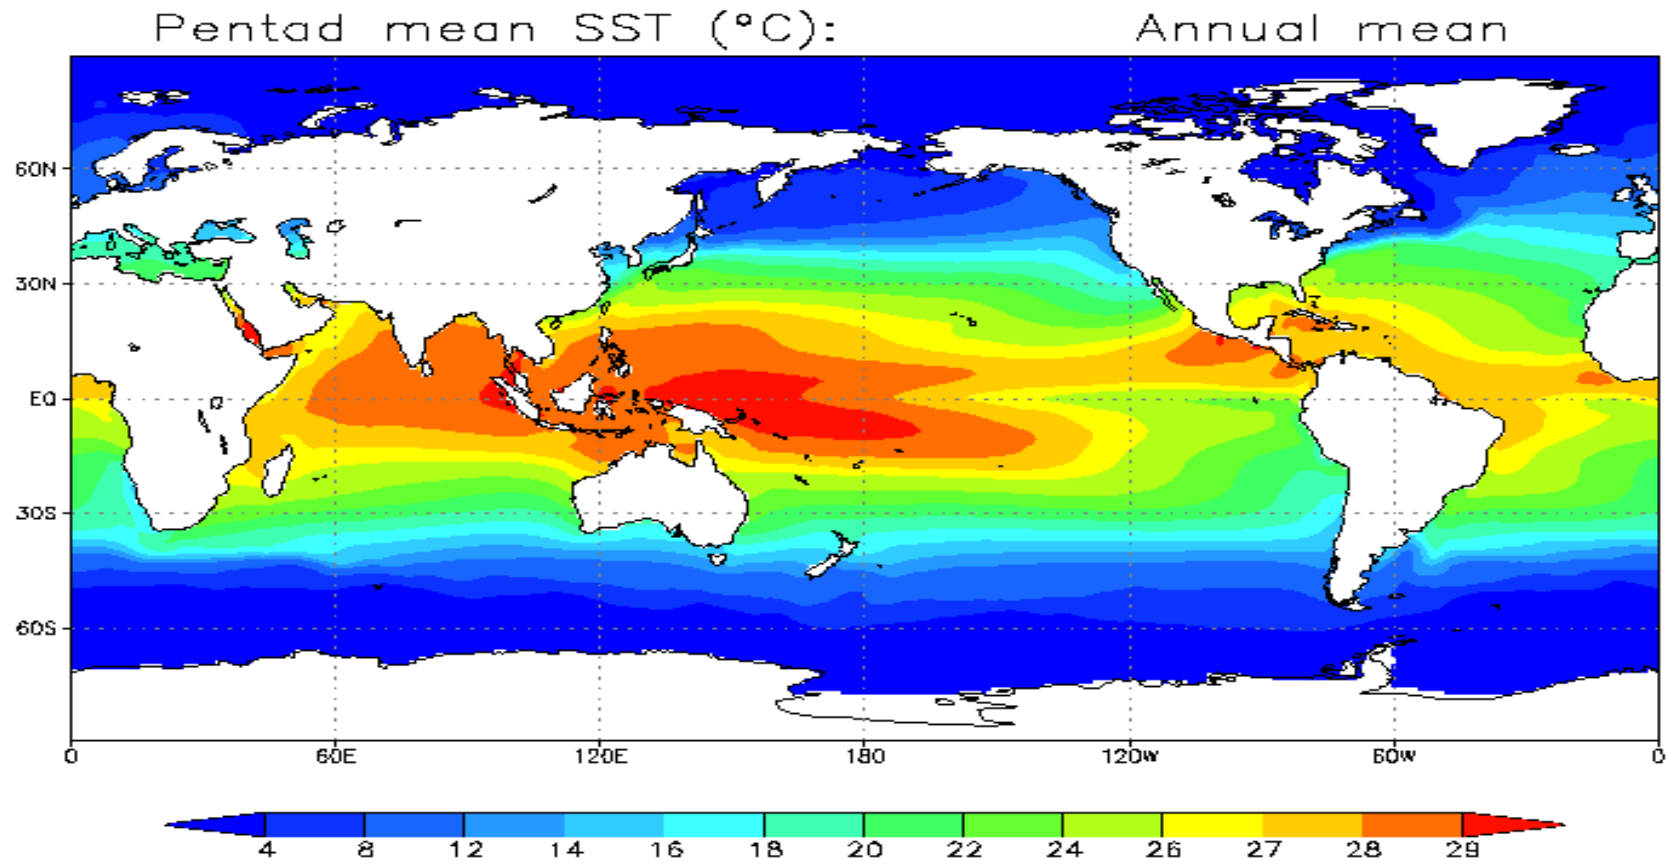 Pentad mean SST (°C): Annual mean
60N
30N
EQ
30S
60S
0 60E 120E 180 120W 60W 0
4 8 12 14 16 18 20 22 24 26 27 28 29